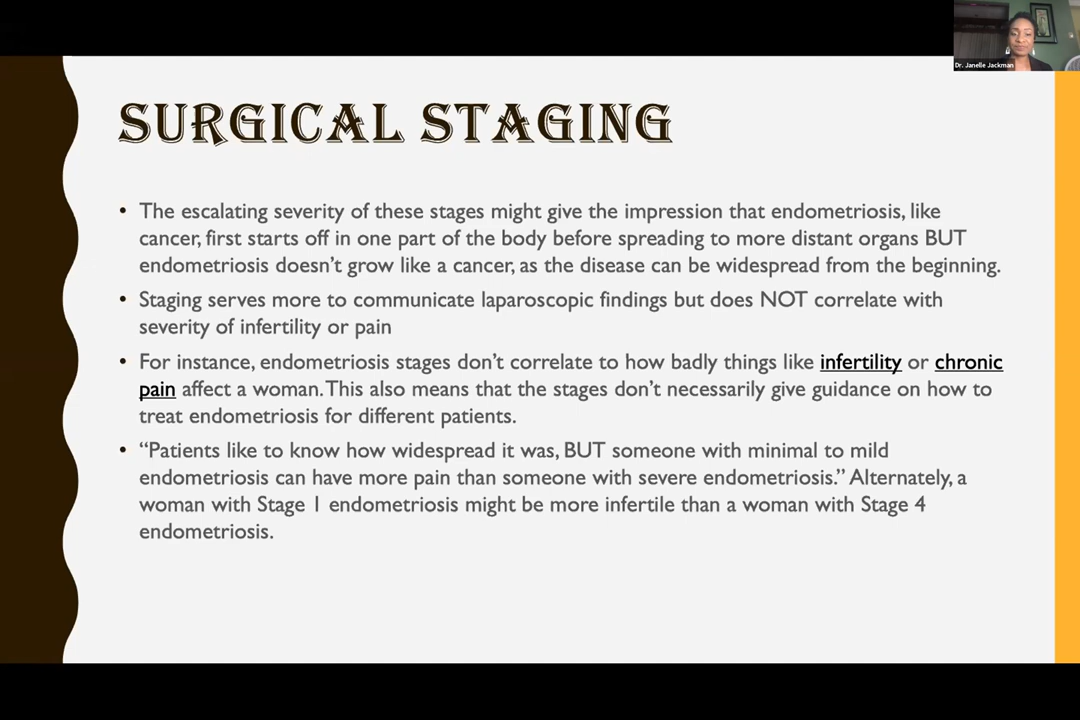 Dr. Janelle Jackman
SURGICAL STAGING
• The escalating severity of these stages might give the impression that endometriosis, like
cancer, first starts off in one part of the body before spreading to more distant organs BUT
endometriosis doesn't grow like a cancer, as the disease can be widespread from the beginning.
• Staging serves more to communicate laparoscopic findings but does NOT correlate with
severity of infertility or pain
• For instance, endometriosis stages don't correlate to how badly things like infertility or chronic
pain affect a woman. This also means that the stages don't necessarily give guidance on how to
treat endometriosis for different patients.
• “Patients like to know how widespread it was, BUT someone with minimal to mild
endometriosis can have more pain than someone with severe endometriosis.” Alternately, a
woman with Stage 1 endometriosis might be more infertile than a woman with Stage 4
endometriosis.